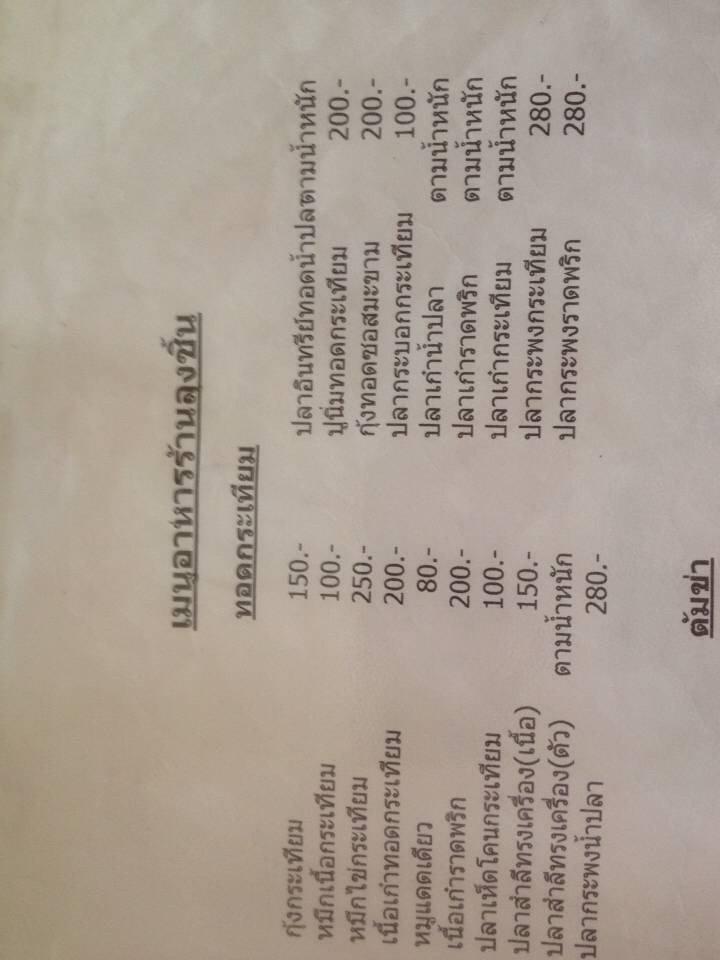 เมนูอาหารร้านลุงชิ้น
ทอดกระเทียม
กุ้งกระเทียม 150.- ปลาอินทรีย์ทอดน้ำปลาตามน้ำหนัก
หมึกเนื้อกระเทียม 100.- ปูนิ่มทอดกระเทียม 200.-
หมึกไข่กระเทียม 250.- กุ้งทอดซอสมะขาม 200.-
เนื้อเก๋าทอดกระเทียม 200.- ปลากระบอกกระเทียม 100.-
หมูแดดเดียว 80.- ปลาเก๋าน้ำปลา ตามน้ำหนัก
เนื้อเก๋าราดพริก 200.- ปลาเก๋าราดพริก ตามน้ำหนัก
ปลาเห็ดโคนกระเทียม 100.- ปลาเก๋ากระเทียม ตามน้ำหนัก
ปลาสำลีทรงเครื่อง(เนื้อ) 150.- ปลากระพงกระเทียม 280.-
ปลาสำลีทรงเครื่อง(ตัว) ตามน้ำหนัก ปลากระพงราดพริก 280.-
ปลากระพงน้ำปลา 280.-
ต้มข่า